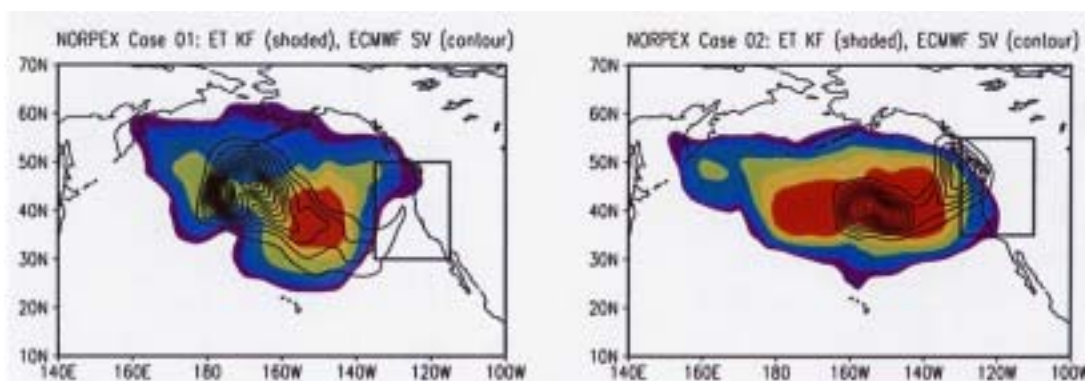 NORPEX Case 01: ET KF (shaded), ECMWF SV (contour)
70N
60N
50N
40N
30N
20N
10N
140E 160E 180 160W 140W 120W 100W
NORPEX Case 02: ET KF (shaded), ECMWF SV (contour)
70N
60N
50N
40N
30N
20N
10N
140E 160E 180 160W 140W 120W 100W